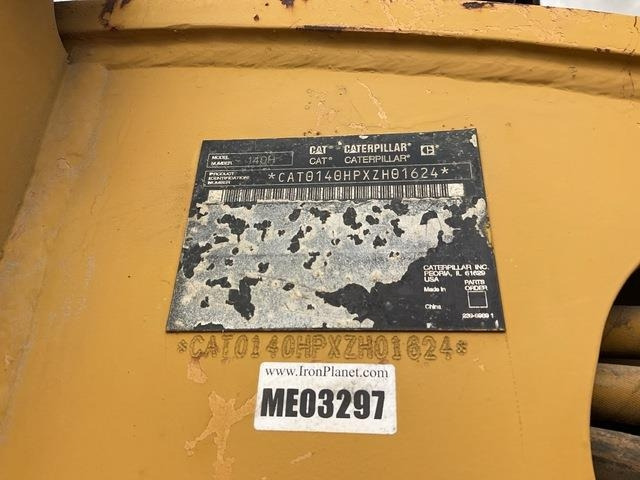 CAT® CATERPILLAR®
MODEL NUMBER 140H CAT® CATERPILLAR®
PRODUCT IDENTIFICATION NUMBER *CAT0140HPXZH01624*
CATERPILLAR INC.
PEORIA, IL 61629
USA
Made in
PARTS ORDER
China
*CAT0140HPXZH01624*
www.IronPlanet.com
ME03297